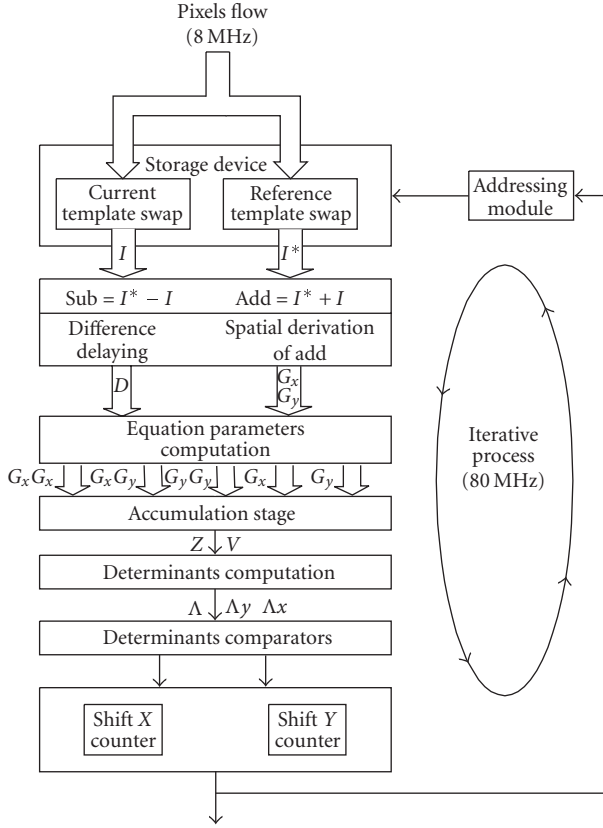 Pixels flow
(8 MHz)
Storage device
Current
template swap
Reference
template swap
Addressing
module
I
I*
Sub = I* − I
Add = I* + I
Difference
delaying
Spatial derivation
of add
D
Gx
Gy
Equation parameters
computation
GxGx
GxGy
GyGy
Gx
Gy
Iterative
process
(80 MHz)
Accumulation stage
Z
V
Determinants computation
Λ
Λy
Λx
Determinants comparators
Shift X
counter
Shift Y
counter